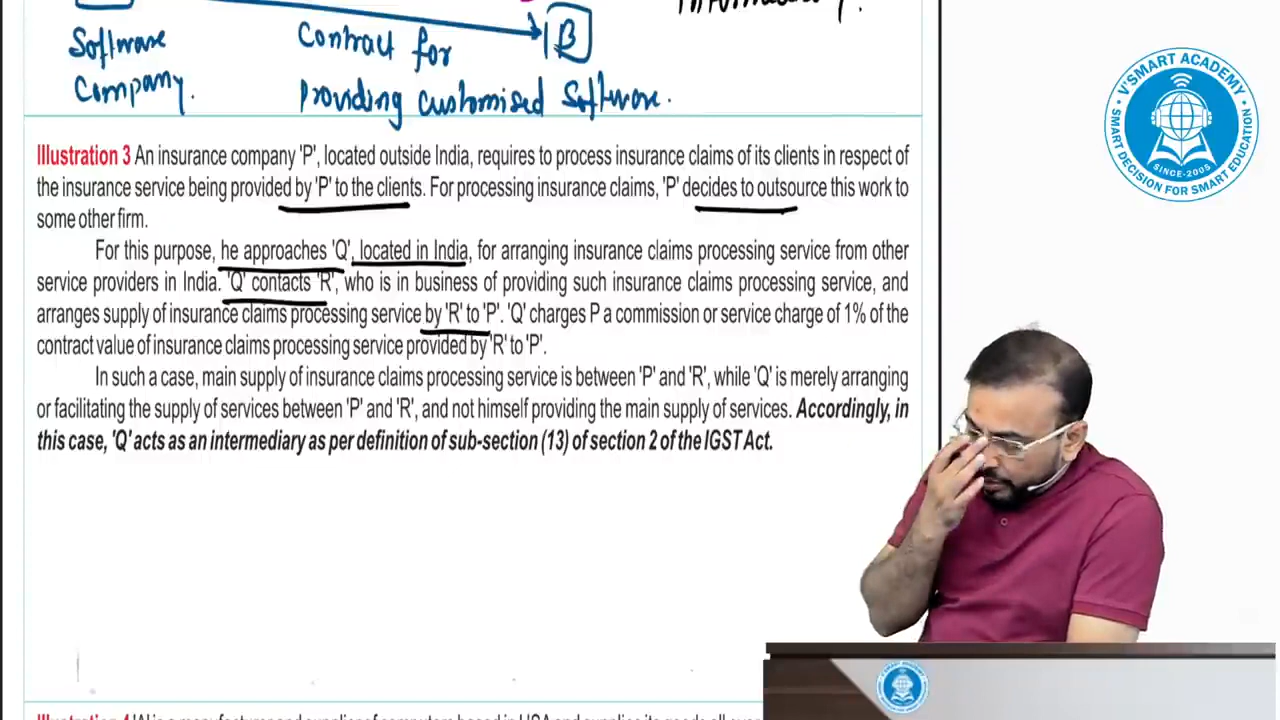 Software
Company.
Contract for
Providing Customised Software.
B
Illustration 3 An insurance company 'P', located outside India, requires to process insurance claims of its clients in respect of
the insurance service being provided by 'P' to the clients. For processing insurance claims, 'P' decides to outsource this work to
some other firm.
For this purpose, he approaches 'Q', located in India, for arranging insurance claims processing service from other
service providers in India. 'Q' contacts 'R', who is in business of providing such insurance claims processing service, and
arranges supply of insurance claims processing service by 'R' to 'P'. 'Q' charges P a commission or service charge of 1% of the
contract value of insurance claims processing service provided by 'R' to 'P'.
In such a case, main supply of insurance claims processing service is between 'P' and 'R', while 'Q' is merely arranging
or facilitating the supply of services between 'P' and 'R', and not himself providing the main supply of services. Accordingly, in
this case, 'Q' acts as an intermediary as per definition of sub-section (13) of section 2 of the IGST Act.
V'SMART ACADEMY
SINCE-2005
SMART DECISION FOR SMART EDUCATION